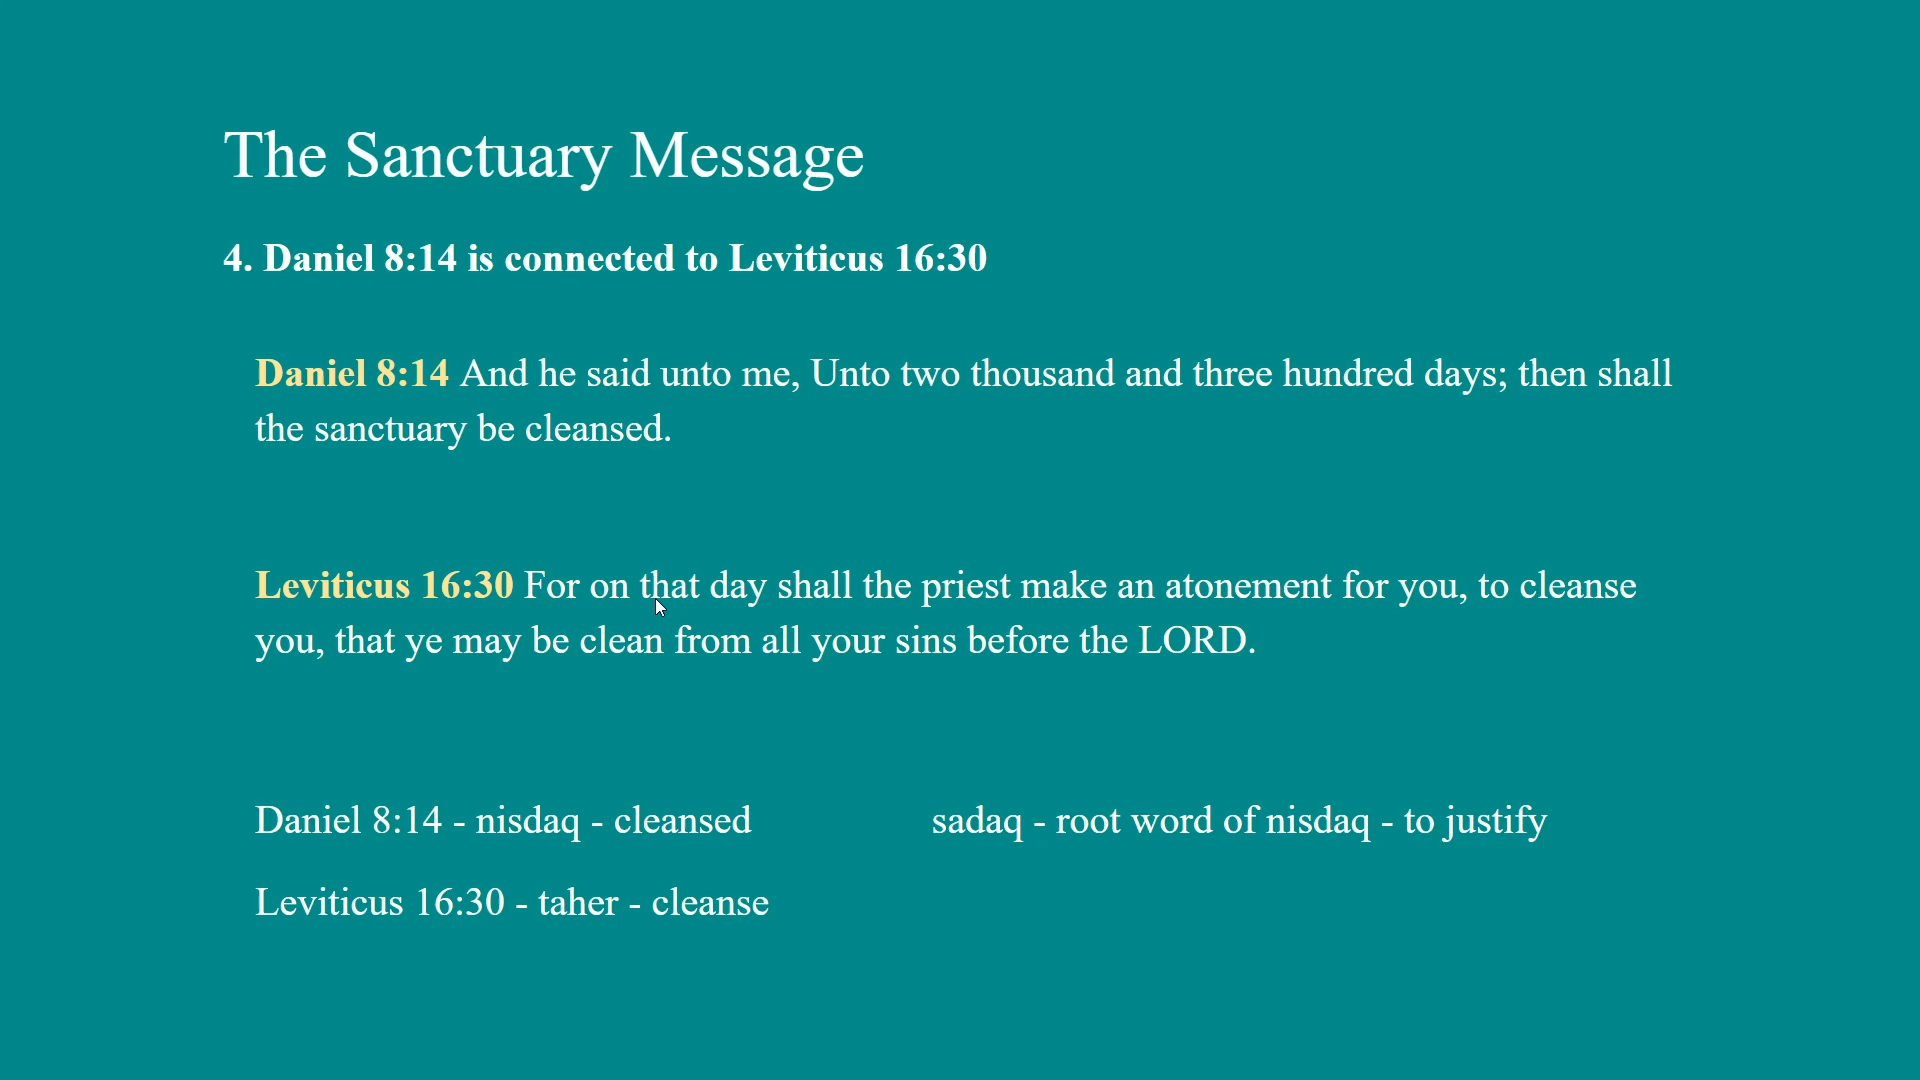 The Sanctuary Message
4. Daniel 8:14 is connected to Leviticus 16:30
Daniel 8:14 And he said unto me, Unto two thousand and three hundred days; then shall
the sanctuary be cleansed.
Leviticus 16:30 For on that day shall the priest make an atonement for you, to cleanse
you, that ye may be clean from all your sins before the LORD.
Daniel 8:14 - nisdaq - cleansed sadaq - root word of nisdaq - to justify
Leviticus 16:30 - taher - cleanse